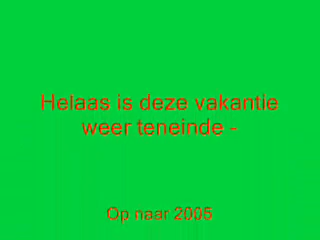 Helaas is deze vakantie
weer teneinde -
Op naar 2005